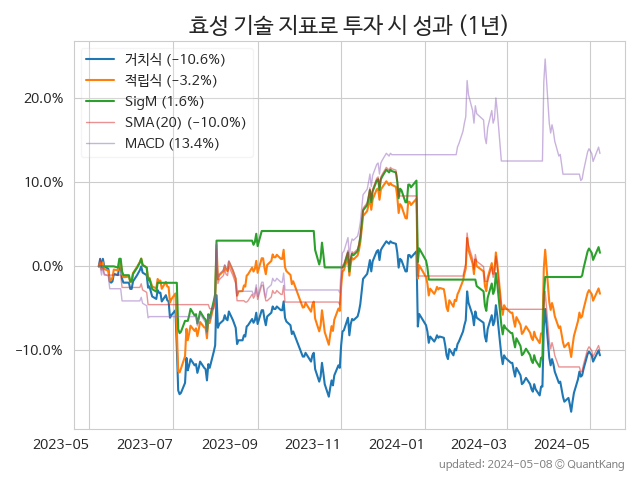 효성 기술 지표로 투자 시 성과 (1년)
거치식 (−10.6%)
적립식 (−3.2%)
SigM (1.6%)
SMA(20) (−10.0%)
MACD (13.4%)
20.0%
10.0%
0.0%
−10.0%
2023-05 2023-07 2023-09 2023-11 2024-01 2024-03 2024-05
updated: 2024-05-08 © QuantKang